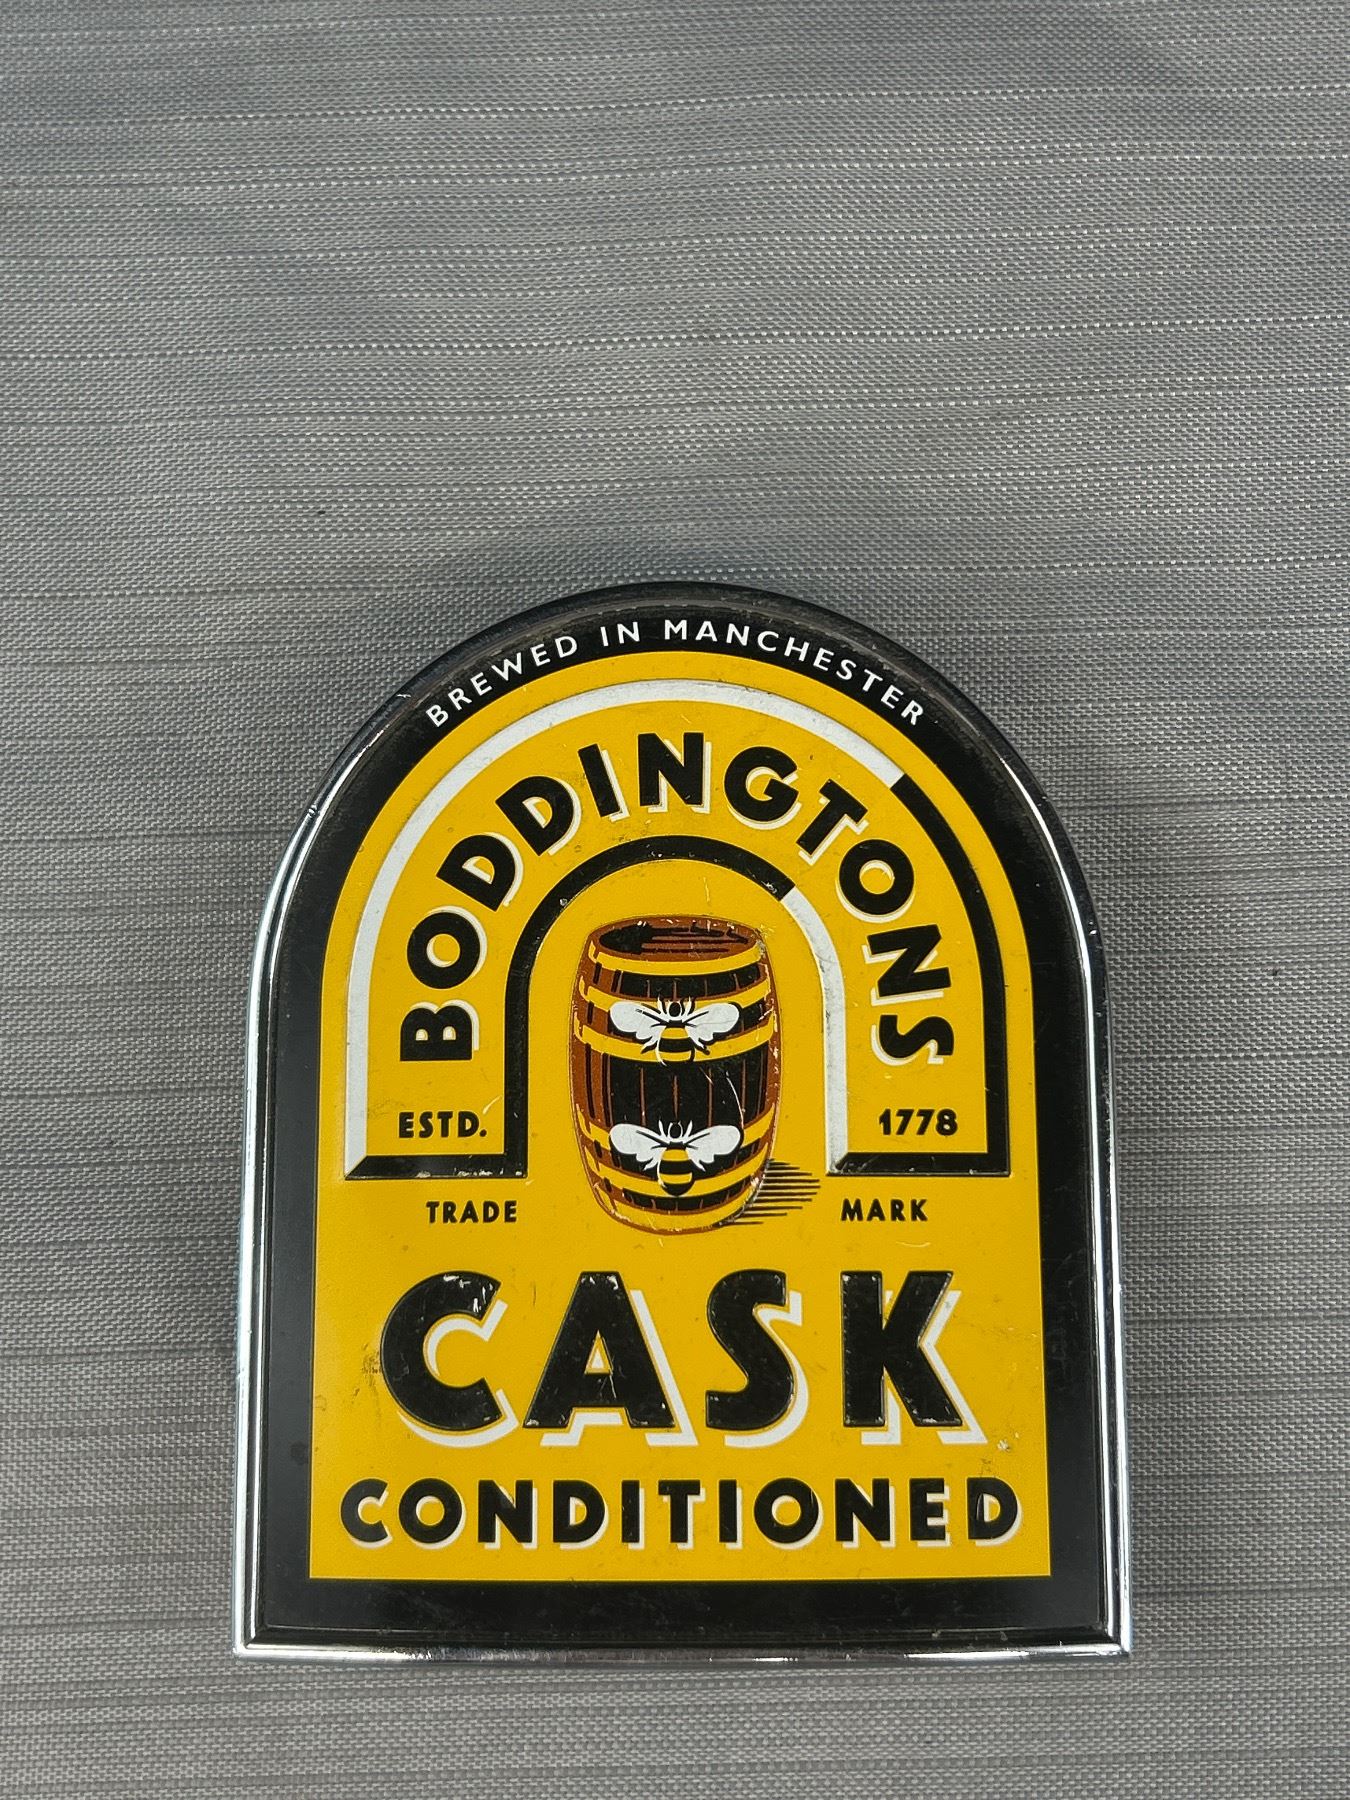 BREWED IN MANCHESTER
BODDINGTONS
ESTD. 1778
TRADE MARK
CASK
CONDITIONED